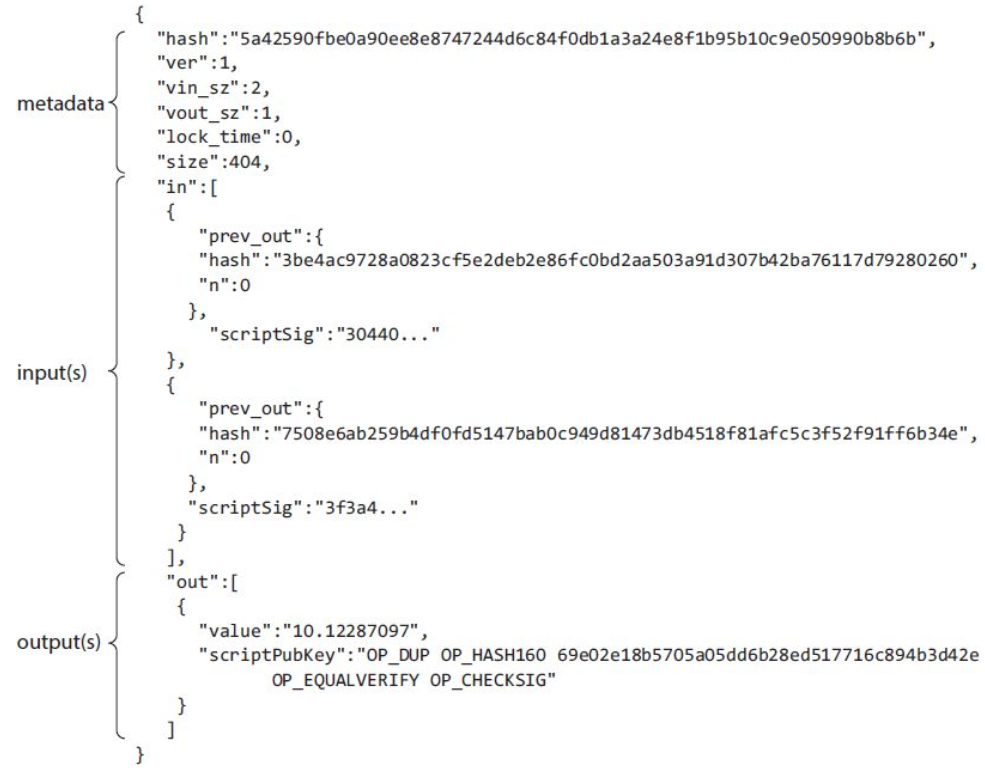 {
"hash":"5a42590fbe0a90ee8e8747244d6c84f0db1a3a24e8f1b95b10c9e050990b8b6b",
"ver":1,
"vin_sz":2,
metadata
"vout_sz":1,
"lock_time":0,
"size":404,
"in":[
{
"prev_out":{
"hash":"3be4ac9728a0823cf5e2deb2e86fc0bd2aa503a91d307b42ba76117d79280260",
"n":0
},
"scriptSig":"30440..."
},
input(s)
{
"prev_out":{
"hash":"7508e6ab259b4df0fd5147bab0c949d81473db4518f81afc5c3f52f91ff6b34e",
"n":0
},
"scriptSig":"3f3a4..."
}
],
"out":[
{
"value":"10.12287097",
output(s)
"scriptPubKey":"OP_DUP OP_HASH160 69e02e18b5705a05dd6b28ed517716c894b3d42e
OP_EQUALVERIFY OP_CHECKSIG"
}
]
}